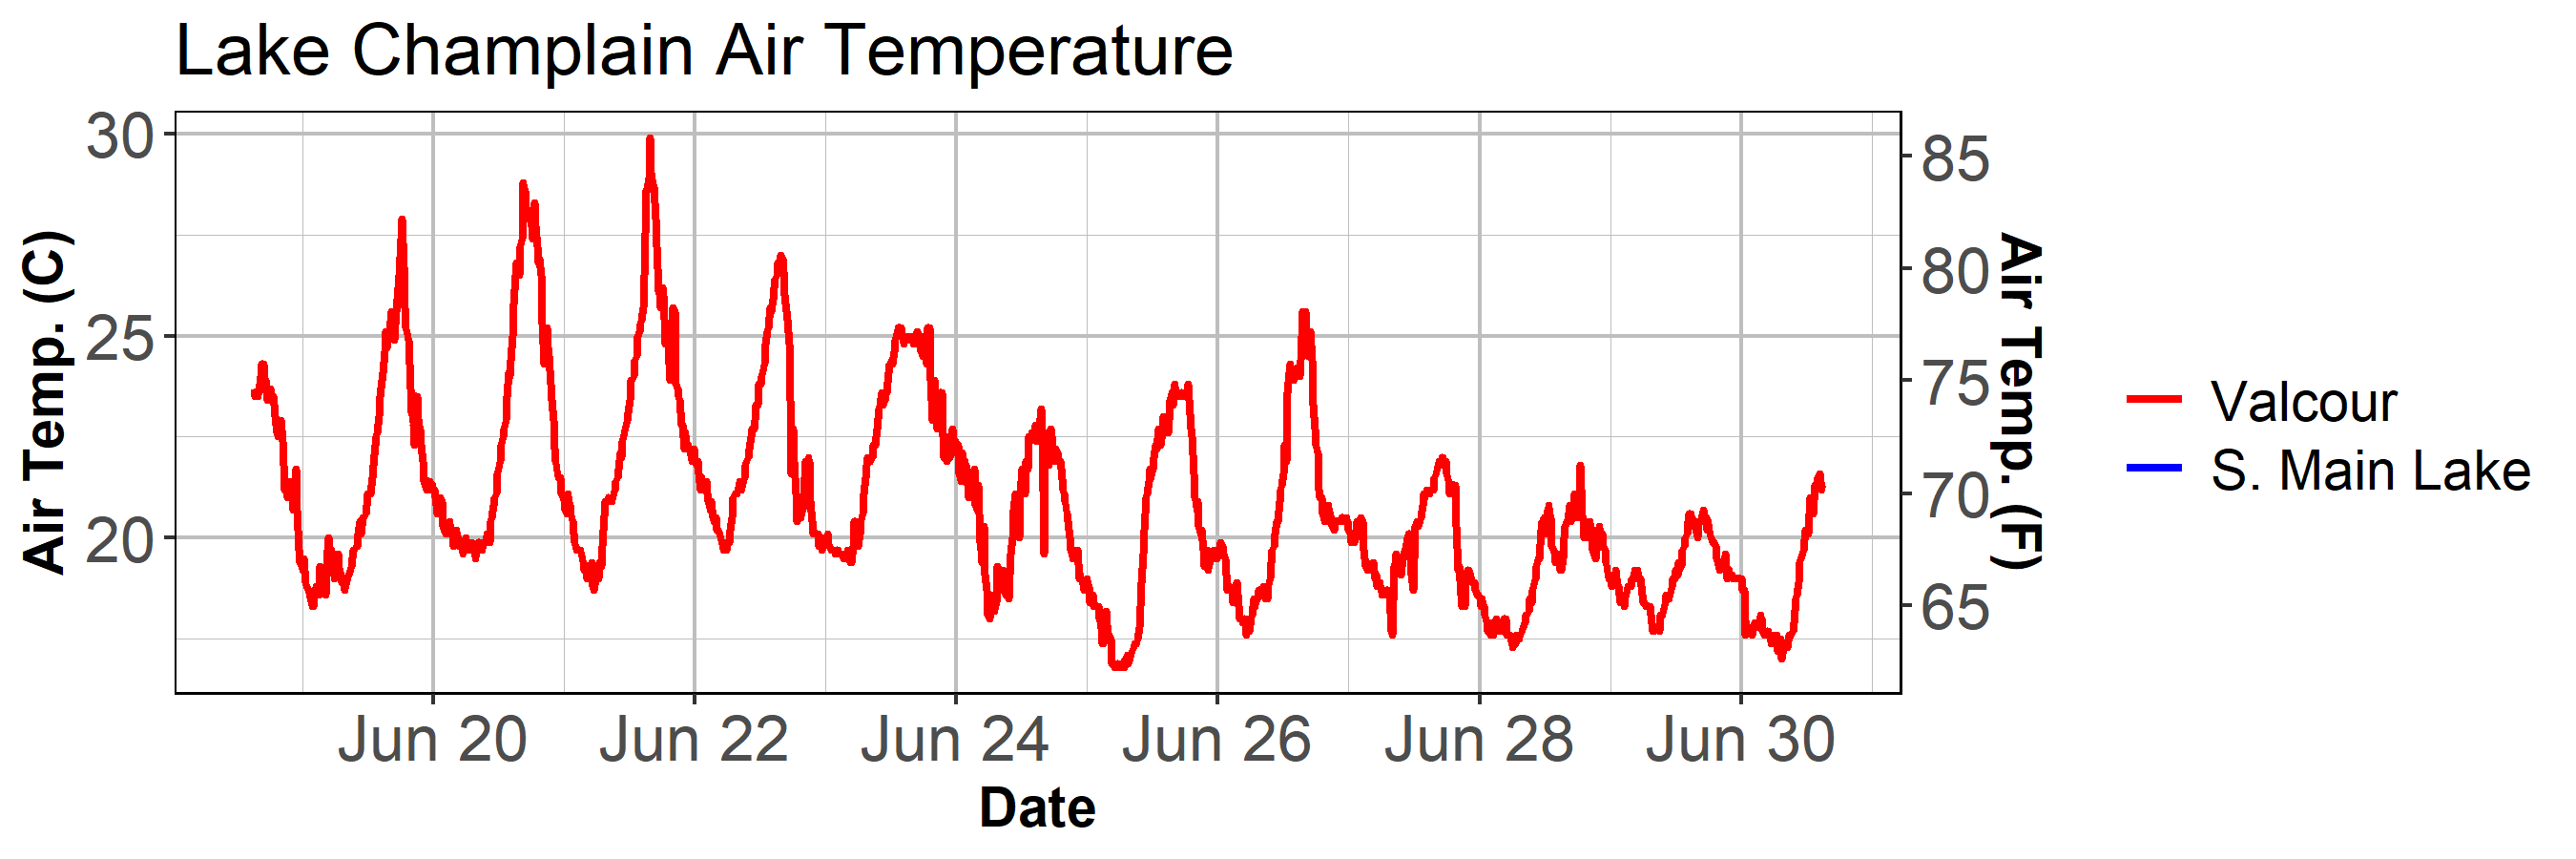 Lake Champlain Air Temperature
Air Temp. (C)
30
25
20
85
80
75
70
65
Air Temp. (F)
Jun 20
Jun 22
Jun 24
Jun 26
Jun 28
Jun 30
Date
Valcour
S. Main Lake